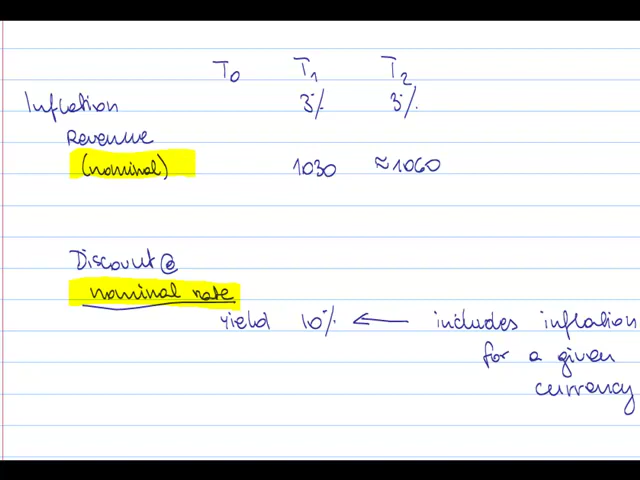 T0 T1 T2
Inflation 3% 3%
Revenue
(nominal) 1030 ≈1060
Discount @
nominal rate
yield 10% ← includes inflation
for a given
currency